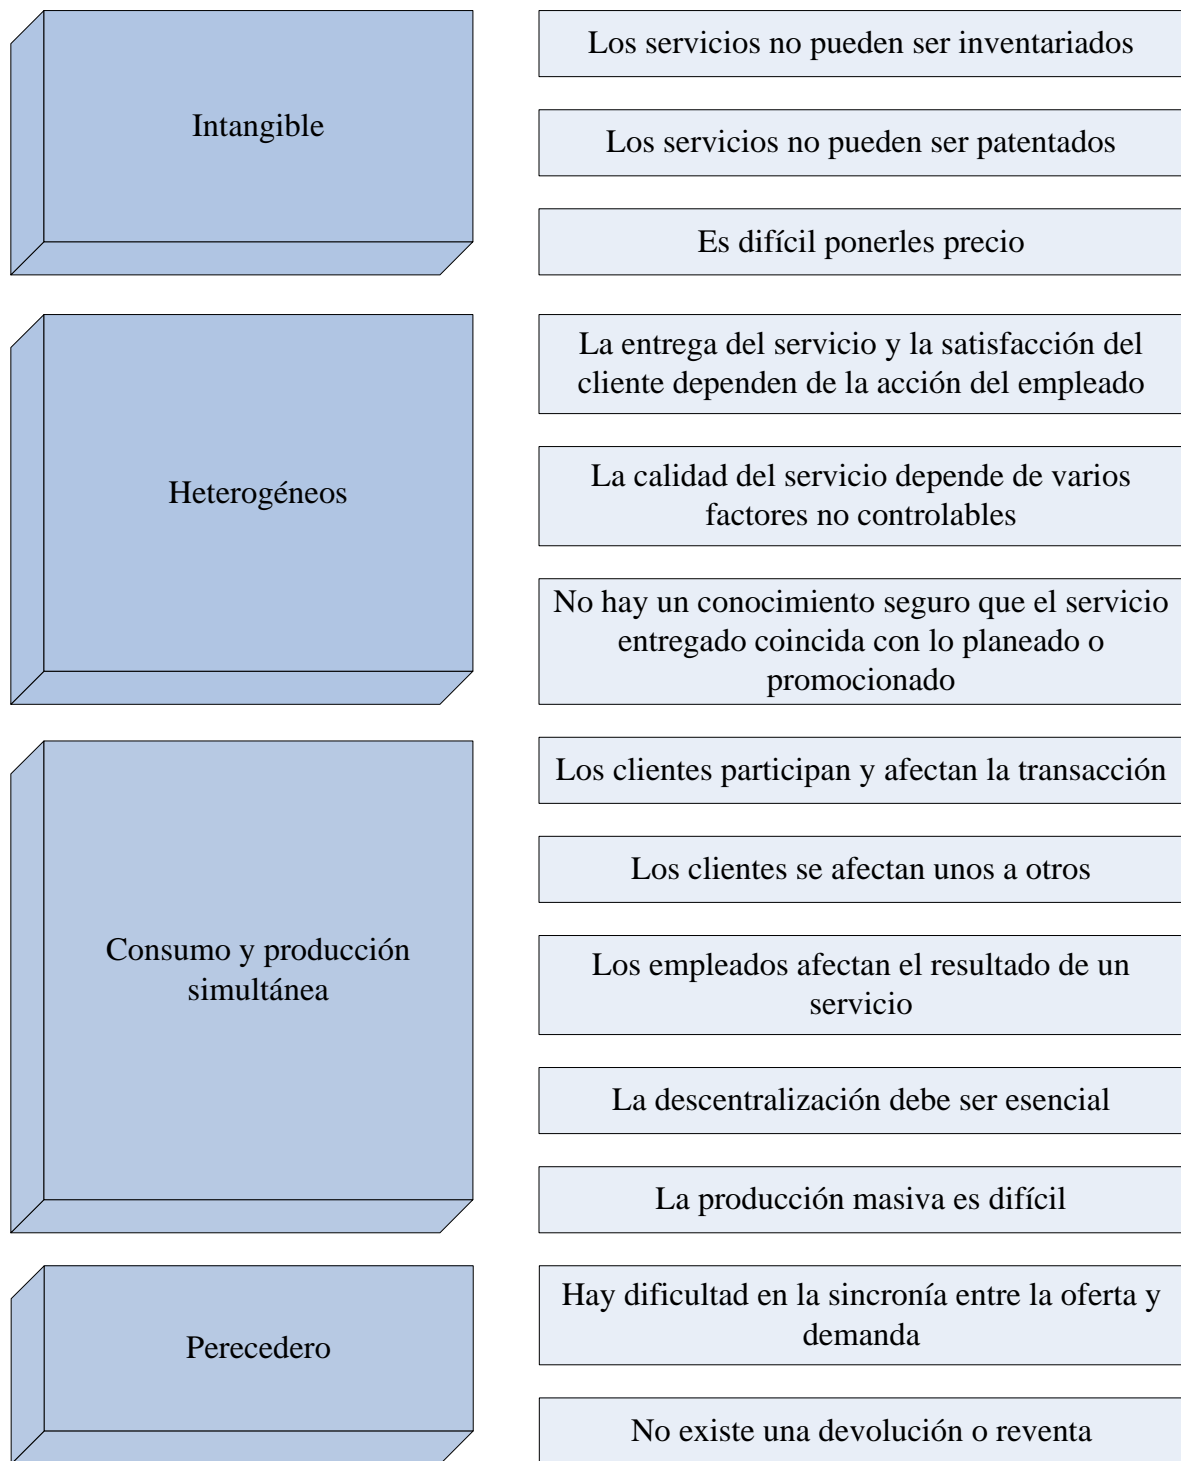 Intangible
Los servicios no pueden ser inventariados
Los servicios no pueden ser patentados
Es difícil ponerles precio
Heterogéneos
La entrega del servicio y la satisfacción del
cliente dependen de la acción del empleado
La calidad del servicio depende de varios
factores no controlables
No hay un conocimiento seguro que el servicio
entregado coincida con lo planeado o
promocionado
Consumo y producción
simultánea
Los clientes participan y afectan la transacción
Los clientes se afectan unos a otros
Los empleados afectan el resultado de un
servicio
La descentralización debe ser esencial
La producción masiva es difícil
Perecedero
Hay dificultad en la sincronía entre la oferta y
demanda
No existe una devolución o reventa